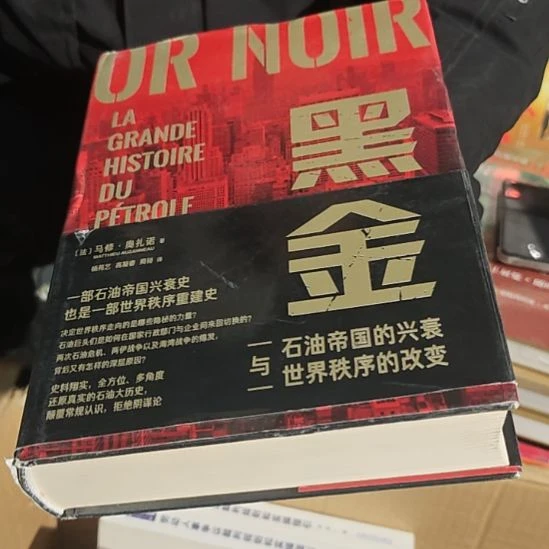 OR NOIR
LA
GRANDE
HISTOIRE
DU
PÉTROLE
黑
金
[法]马修·奥扎诺 著
MATTHIEU AUZANNEAU
译
一部石油帝国兴衰史
也是一部世界秩序重建史
决定世界秩序走向的是哪些隐秘的力量?
石油巨头们是如何在国家行政部门与企业间来回切换的?
两次石油危机、两伊战争以及海湾战争的爆发,
背后又有怎样的深层原因?
史料翔实,全方位、多角度
还原真实的石油大历史,
颠覆常规认识,拒绝阴谋论
石油帝国的兴衰
与
世界秩序的改变